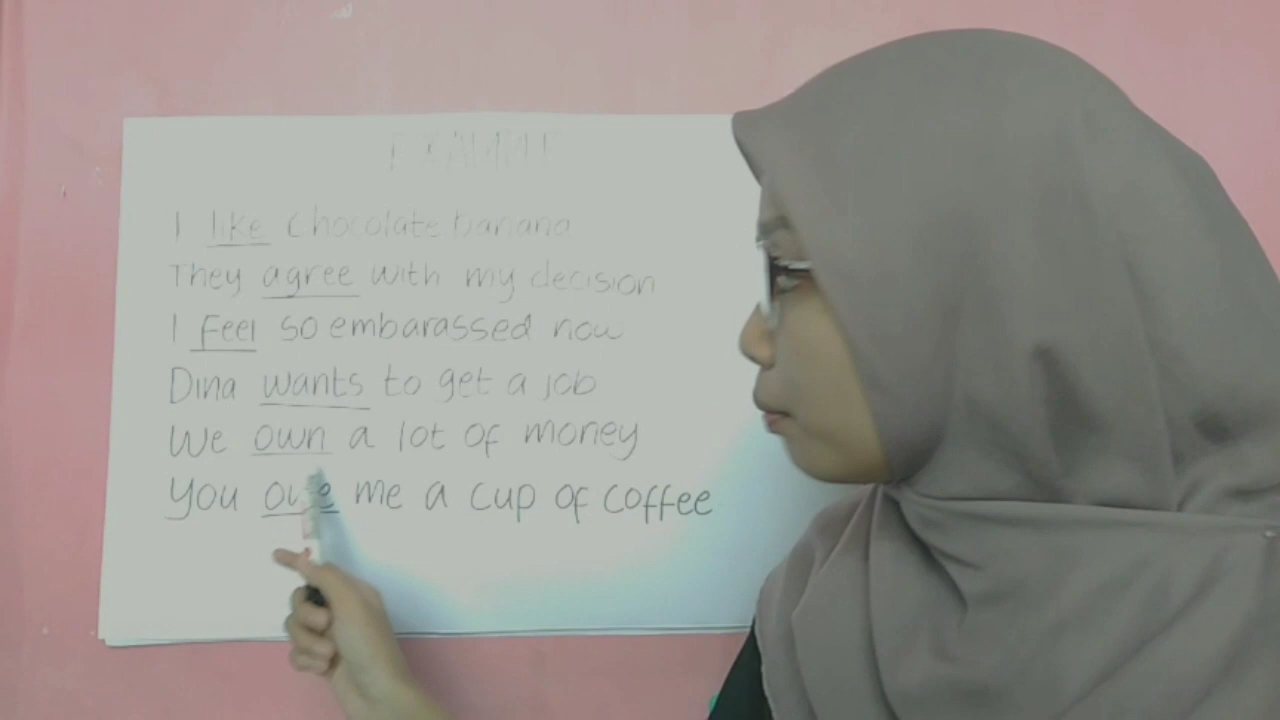 EXAMPLE
I like chocolate banana
They agree with my decision
I Feel so embarassed now
Dina wants to get a job
We own a lot of money
You owe me a cup of coffee